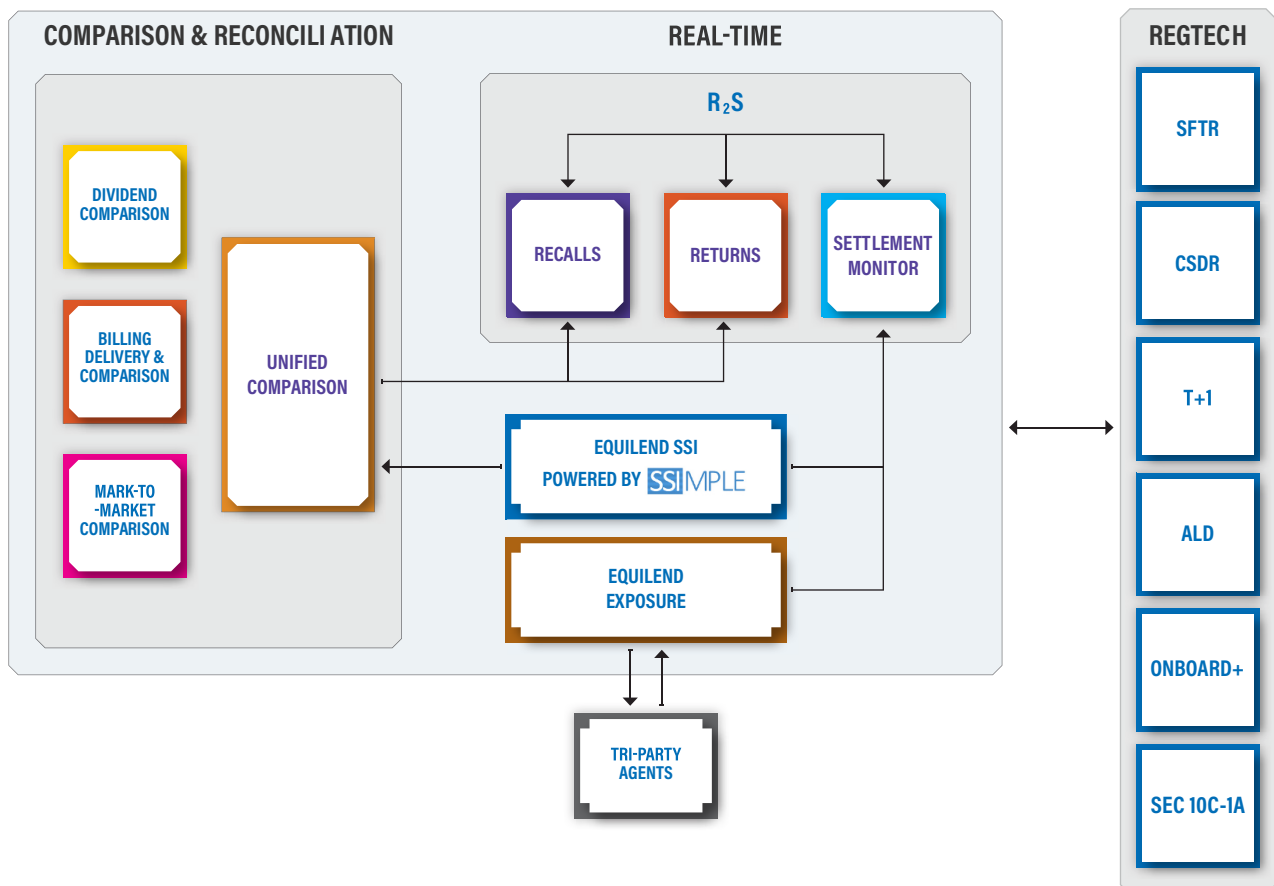 COMPARISON & RECONCILIATION
DIVIDEND
COMPARISON
BILLING
DELIVERY &
COMPARISON
MARK-TO
-MARKET
COMPARISON
UNIFIED
COMPARISON
REAL-TIME
R₂S
RECALLS
RETURNS
SETTLEMENT
MONITOR
EQUILEND SSI
POWERED BY SSIMPLE
EQUILEND
EXPOSURE
TRI-PARTY
AGENTS
REGTECH
SFTR
CSDR
T+1
ALD
ONBOARD+
SEC 10C-1A